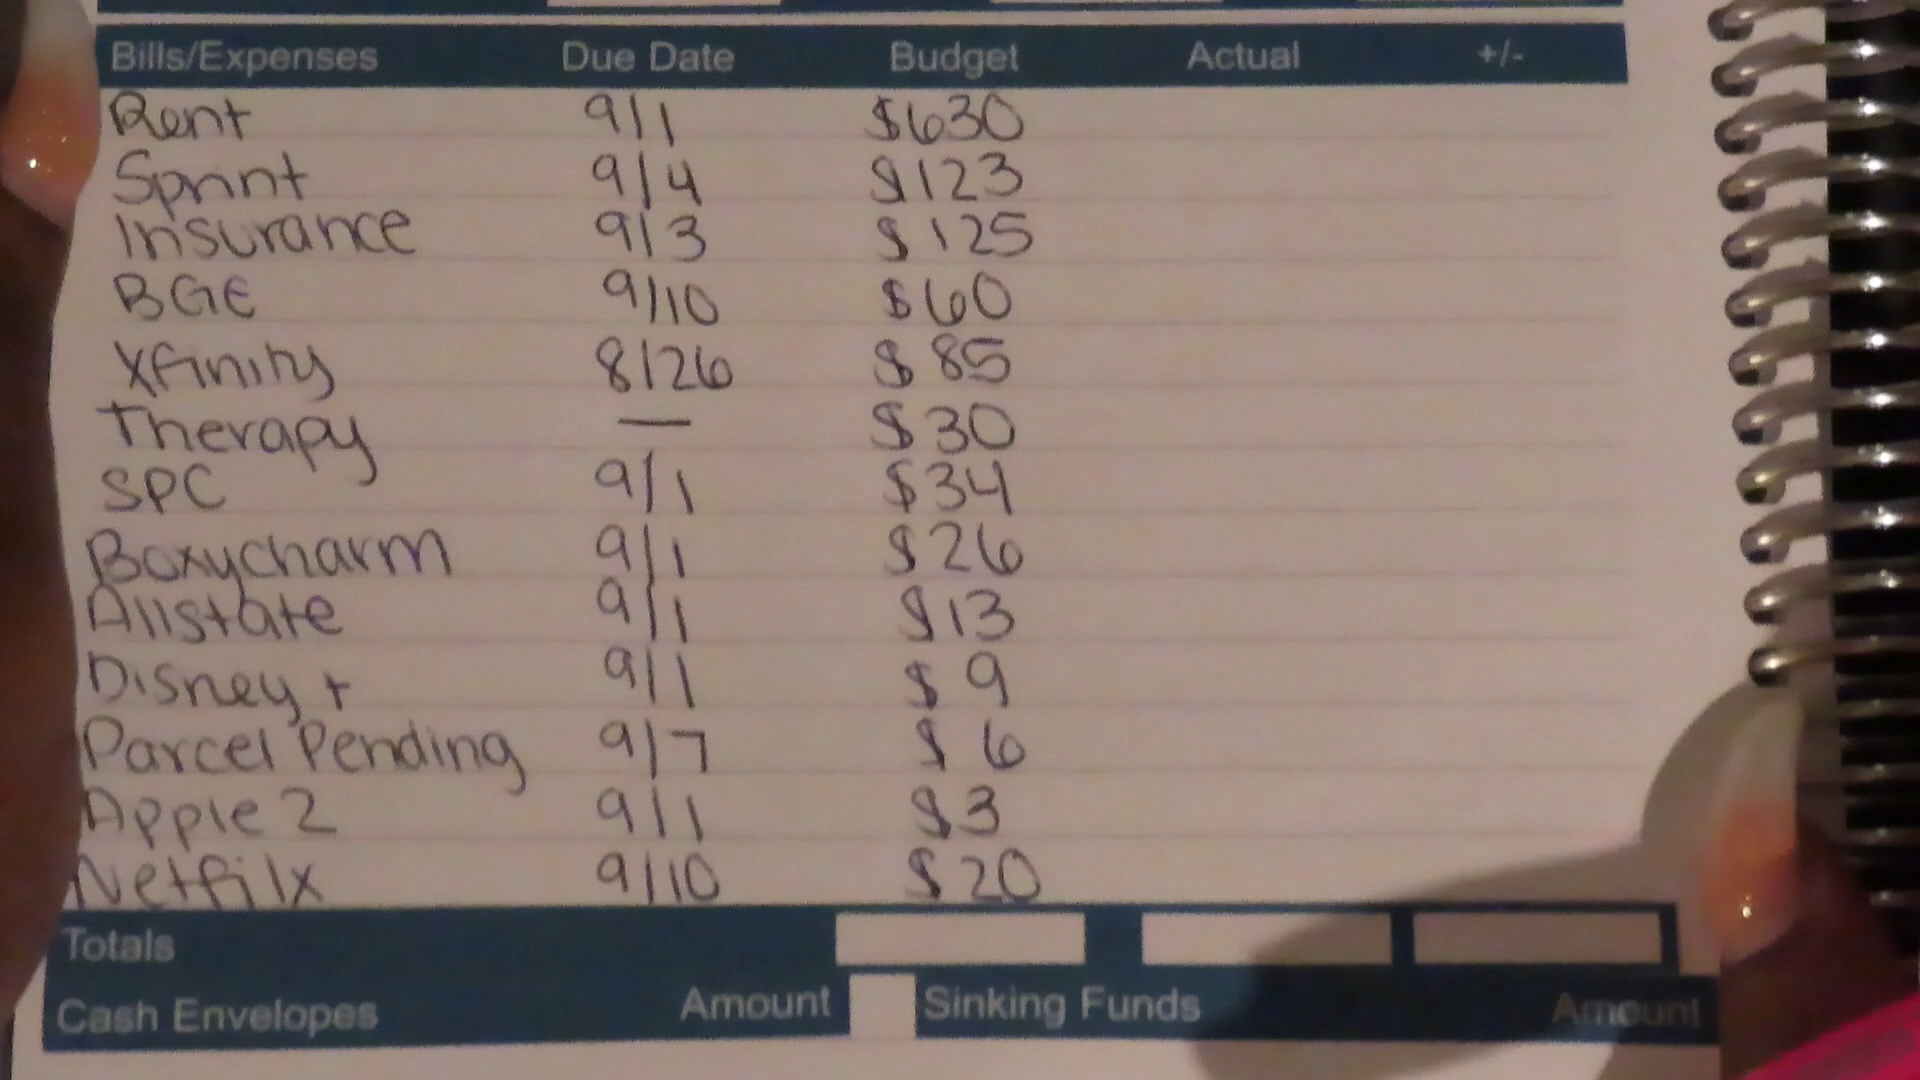 Bills/Expenses Due Date Budget Actual +/-
Rent 9/1 $630
Sprint 9/4 $123
Insurance 9/3 $125
BGE 9/10 $60
Xfinity 8/26 $85
Therapy — $30
SPC 9/1 $34
Boxycharm 9/1 $26
Allstate 9/1 $13
Disney+ 9/1 $9
Parcel Pending 9/7 $6
Apple 2 9/1 $3
Netfilx 9/10 $20
Totals
Cash Envelopes Amount Sinking Funds Amount